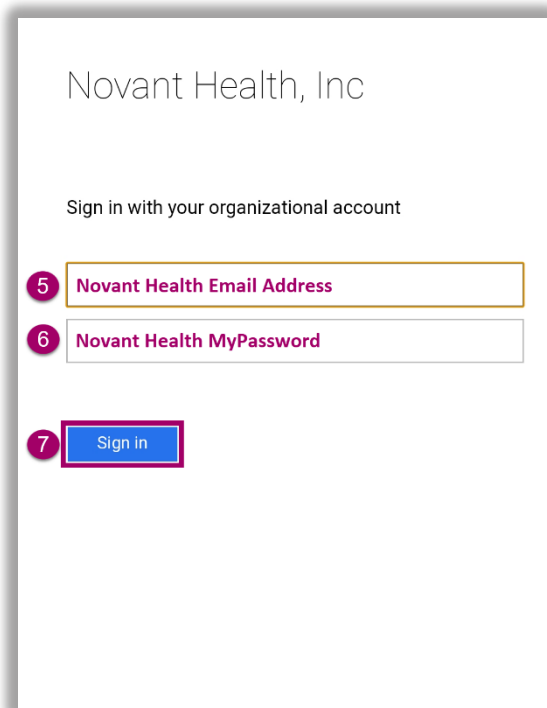 Novant Health, Inc
Sign in with your organizational account
5 Novant Health Email Address
6 Novant Health MyPassword
7 Sign in